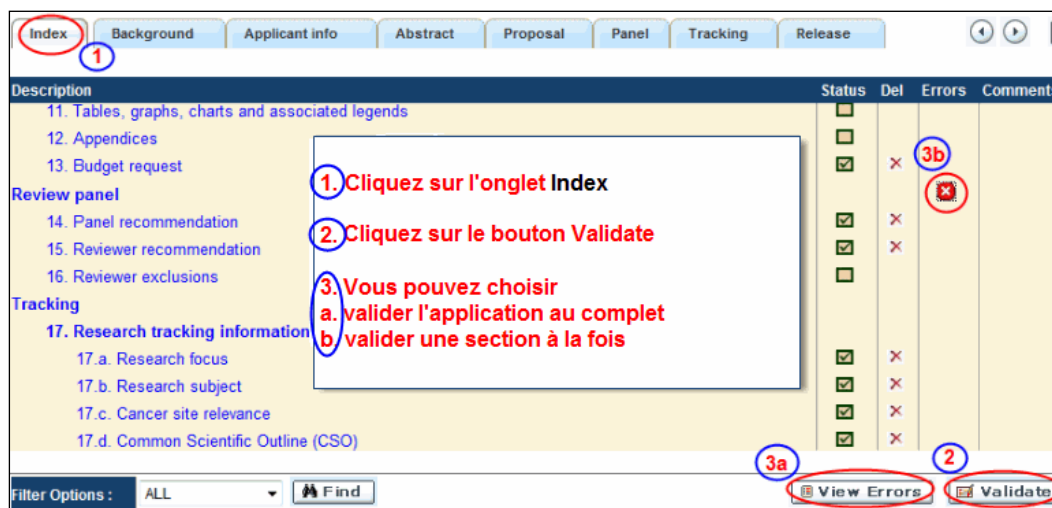 Index Background Applicant info Abstract Proposal Panel Tracking Release
1
Description Status Del Errors Comments
11. Tables, graphs, charts and associated legends
12. Appendices
13. Budget request
3b
Review panel
14. Panel recommendation
15. Reviewer recommendation
16. Reviewer exclusions
Tracking
17. Research tracking information
17.a. Research focus
17.b. Research subject
17.c. Cancer site relevance
17.d. Common Scientific Outline (CSO)
1. Cliquez sur l'onglet Index
2. Cliquez sur le bouton Validate
3. Vous pouvez choisir
a. valider l'application au complet
b. valider une section à la fois
3a 2
Filter Options : ALL Find View Errors Validate